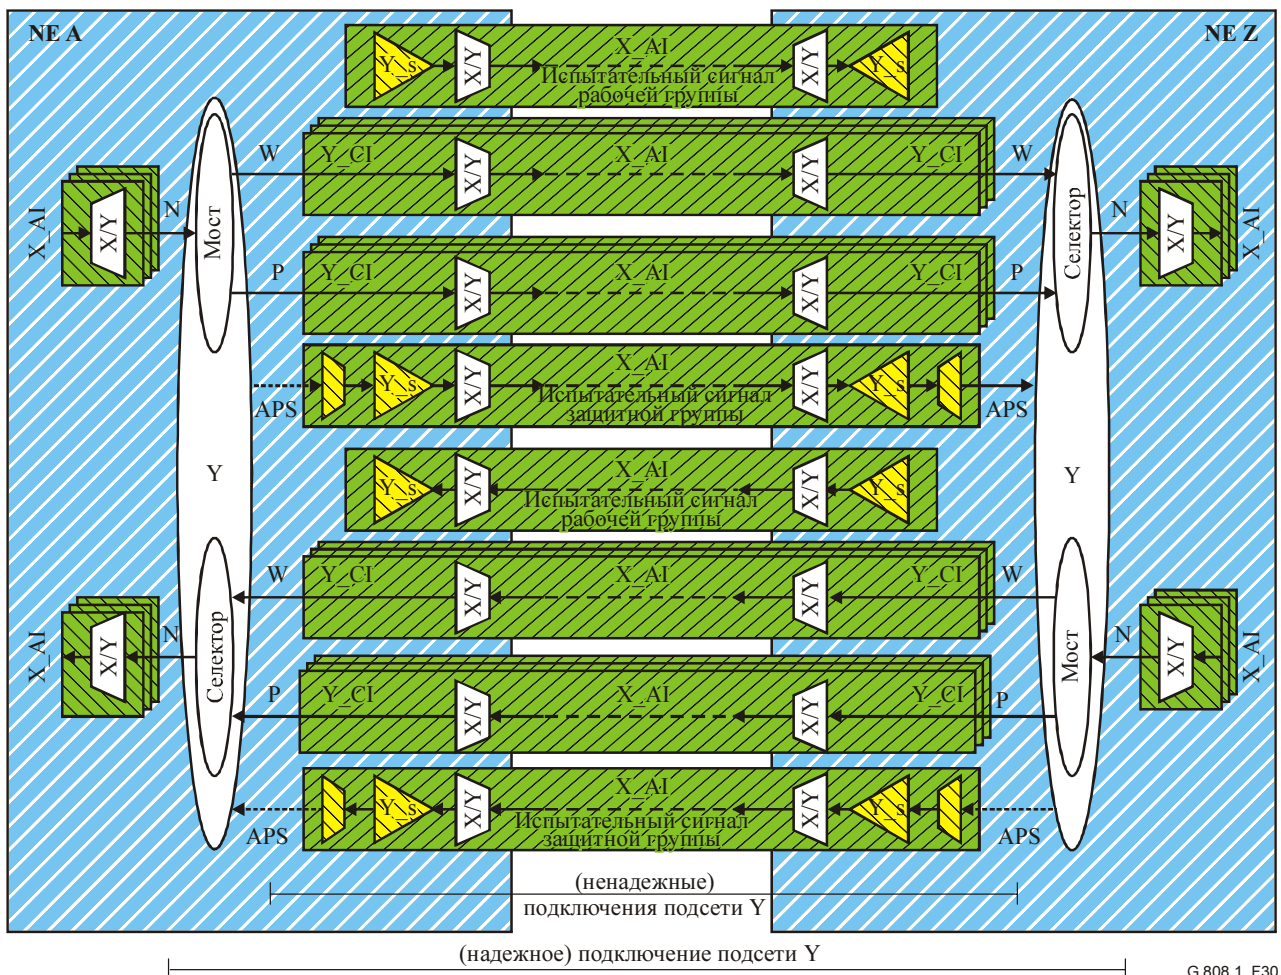 NE A
NE Z
Y_s
X/Y
X_AI
Испытательный сигнал
рабочей группы
X/Y
Y_s
W
Y_CI
X/Y
X_AI
X/Y
Y_CI
W
X_AI
X/Y
N
Мост
Селектор
N
X/Y
X_AI
P
Y_CI
X/Y
X_AI
X/Y
Y_CI
P
APS
Y_s
X/Y
X_AI
Испытательный сигнал
защитной группы
X/Y
Y_s
APS
Y
Y
Y_s
X/Y
X_AI
Испытательный сигнал
рабочей группы
X/Y
Y_s
W
Y_CI
X/Y
X_AI
X/Y
Y_CI
W
X_AI
X/Y
N
Селектор
Мост
N
X/Y
X_AI
P
Y_CI
X/Y
X_AI
X/Y
Y_CI
P
APS
Y_s
X/Y
X_AI
Испытательный сигнал
защитной группы
X/Y
Y_s
APS
(ненадежные)
подключения подсети Y
(надежное) подключение подсети Y
G.808.1_F30